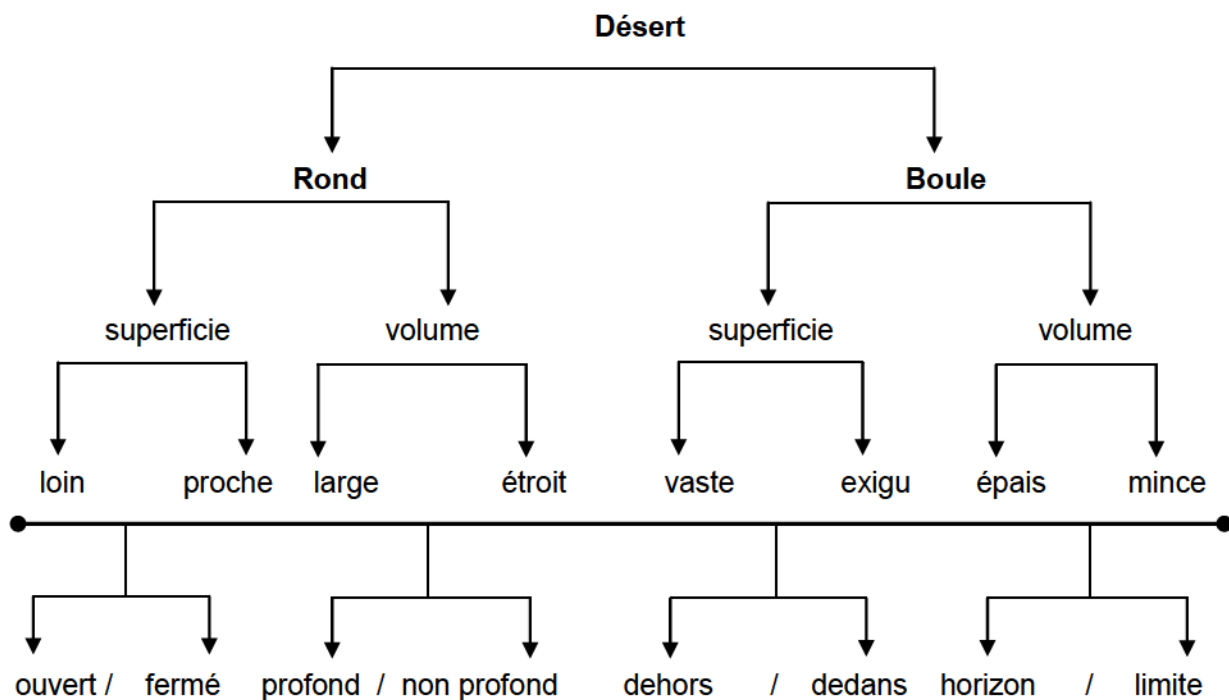 Désert
Rond Boule
superficie volume superficie volume
loin proche large étroit vaste exigu épais mince
ouvert / fermé profond / non profond dehors / dedans horizon / limite